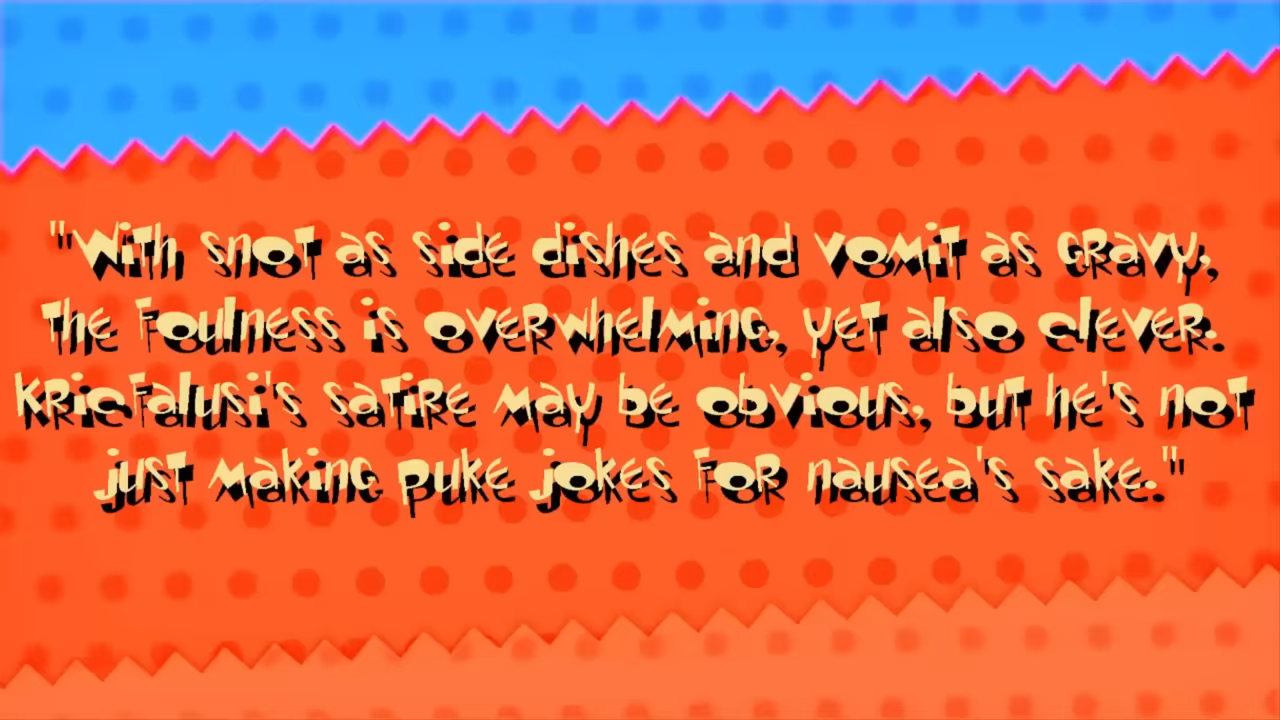 "With snot as side dishes and vomit as gravy,
the foulness is overwhelming, yet also clever.
Kricfalusi's satire may be obvious, but he's not
just making puke jokes for nausea's sake."